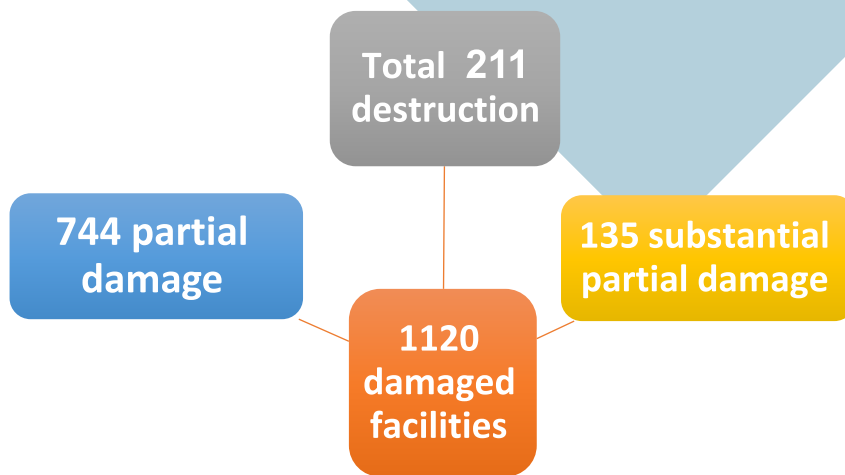 Total 211
destruction
744 partial
damage
135 substantial
partial damage
1120
damaged
facilities